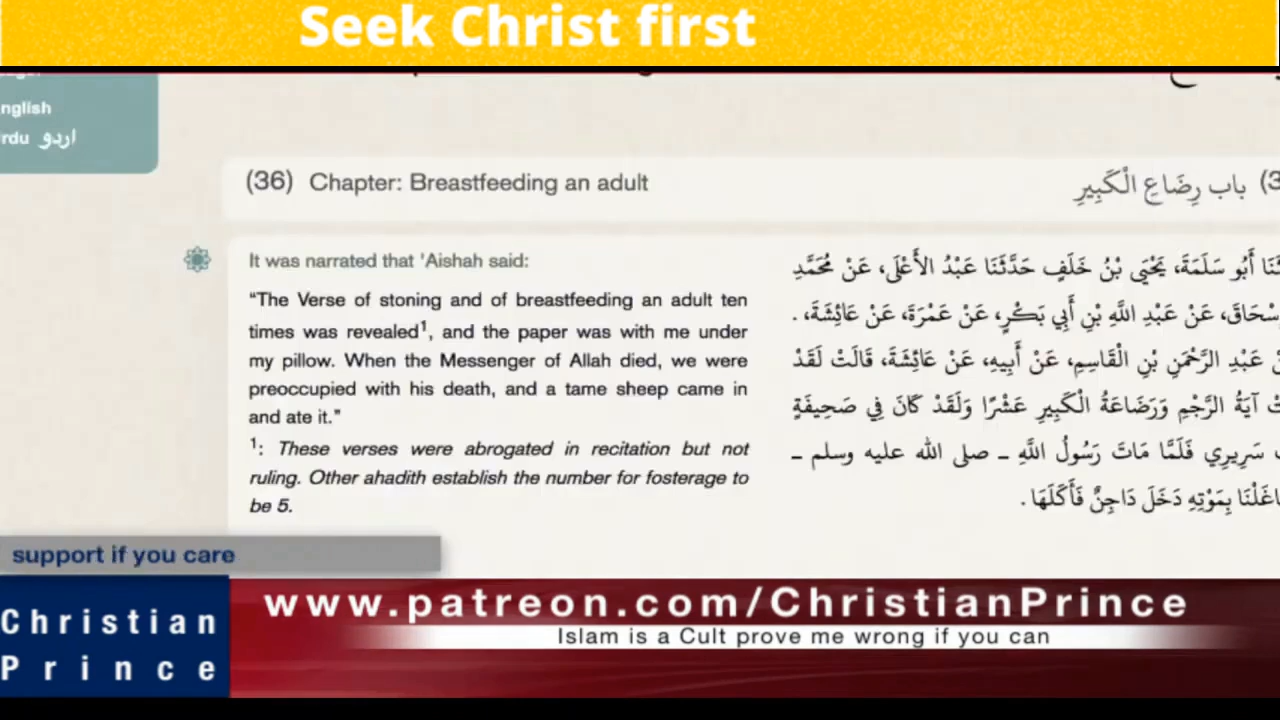 Seek Christ first
nglish
rdu اردو
(36) Chapter: Breastfeeding an adult
باب رِضَاعِ الْكَبِيرِ
It was narrated that 'Aishah said:
“The Verse of stoning and of breastfeeding an adult ten
times was revealed¹, and the paper was with me under
my pillow. When the Messenger of Allah died, we were
preoccupied with his death, and a tame sheep came in
and ate it.”
¹: These verses were abrogated in recitation but not
ruling. Other ahadith establish the number for fosterage to
be 5.
أَبُو سَلَمَةَ، يَحْيَى بْنُ خَلَفٍ حَدَّثَنَا عَبْدُ الأَعْلَى، عَنْ مُحَمَّدِ
عَنْ عَبْدِ اللَّهِ بْنِ أَبِي بَكْرٍ، عَنْ عَمْرَةَ، عَنْ عَائِشَةَ، .
عَبْدِ الرَّحْمَنِ بْنِ الْقَاسِمِ، عَنْ أَبِيهِ، عَنْ عَائِشَةَ، قَالَتْ لَقَدْ
آيَةُ الرَّجْمِ وَرَضَاعَةُ الْكَبِيرِ عَشْرًا وَلَقَدْ كَانَ فِي صَحِيفَةٍ
سَرِيرِي فَلَمَّا مَاتَ رَسُولُ اللَّهِ ـ صلى الله عليه وسلم ـ
بِمَوْتِهِ دَخَلَ دَاجِنٌ فَأَكَلَهَا .
support if you care
Christian
Prince
www.patreon.com/ChristianPrince
Islam is a Cult prove me wrong if you can